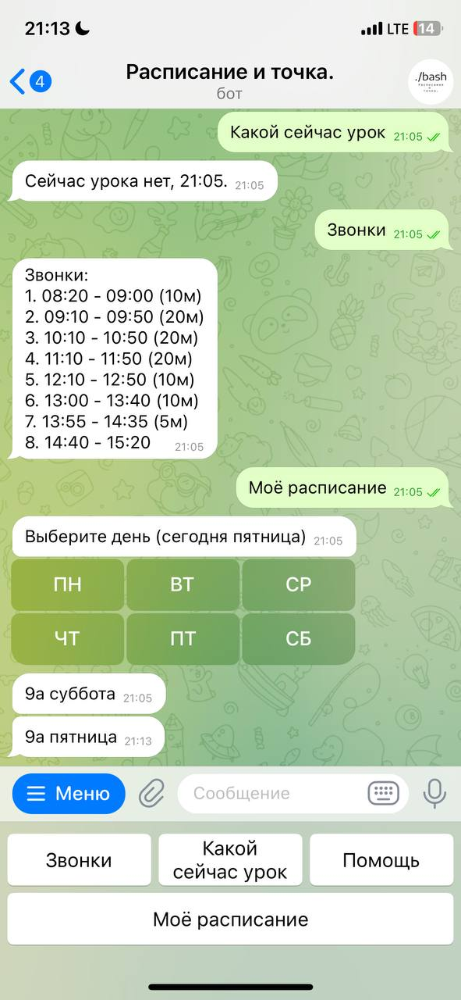 21:13
LTE 14
4
Расписание и точка.
бот
./bash
Расписание
и
точка.
Какой сейчас урок 21:05
Сейчас урока нет, 21:05. 21:05
Звонки 21:05
Звонки:
1. 08:20 - 09:00 (10м)
2. 09:10 - 09:50 (20м)
3. 10:10 - 10:50 (20м)
4. 11:10 - 11:50 (20м)
5. 12:10 - 12:50 (10м)
6. 13:00 - 13:40 (10м)
7. 13:55 - 14:35 (5м)
8. 14:40 - 15:20 21:05
Моё расписание 21:05
Выберите день (сегодня пятница) 21:05
ПН ВТ СР
ЧТ ПТ СБ
9а суббота 21:05
9а пятница 21:13
Меню Сообщение
Звонки
Какой
сейчас урок
Помощь
Моё расписание